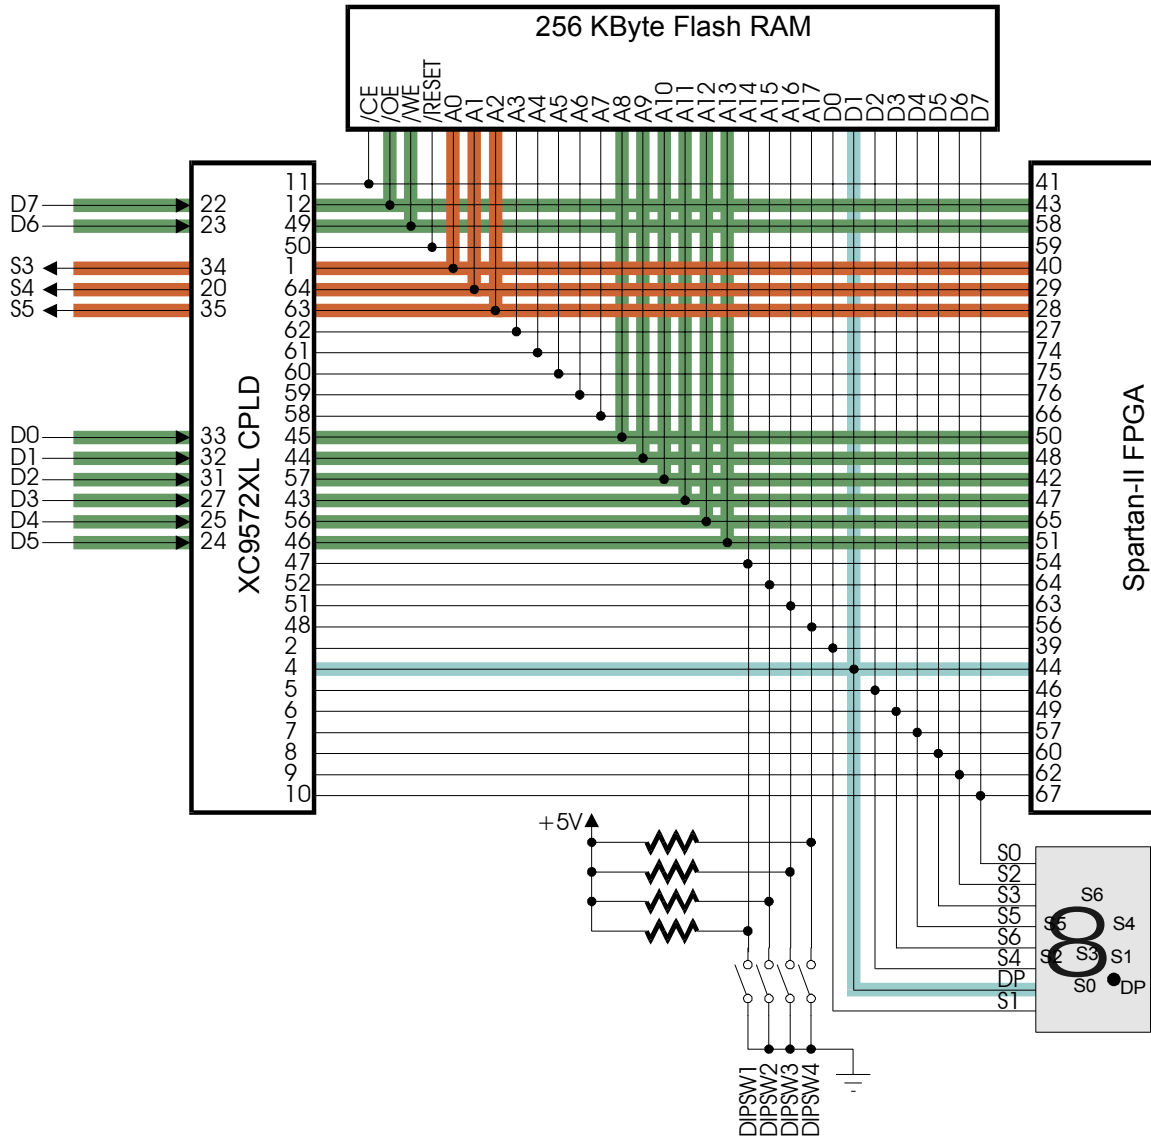 256 KByte Flash RAM
/CE /OE /WE /RESET A0 A1 A2 A3 A4 A5 A6 A7 A8 A9 A10 A11 A12 A13 A14 A15 A16 A17 D0 D1 D2 D3 D4 D5 D6 D7
11 41
D7 22 12 43
D6 23 49 58
50 59
S3 34 1 40
S4 20 64 29
S5 35 63 28
62 27
61 74
60 75
59 76
58 66
D0 33 45 50
D1 32 44 48
D2 31 57 42
D3 27 43 47
D4 25 56 65
D5 24 46 51
XC9572XL CPLD
Spartan-II FPGA
47 54
52 64
51 63
48 56
2 39
4 44
5 46
6 49
7 57
8 60
9 62
10 67
+5V
S0
S2
S3
S5
S6
S4
DP
S1
S6
S5 S4
S2 S3 S1
S0 DP
8
DIPSW1
DIPSW2
DIPSW3
DIPSW4